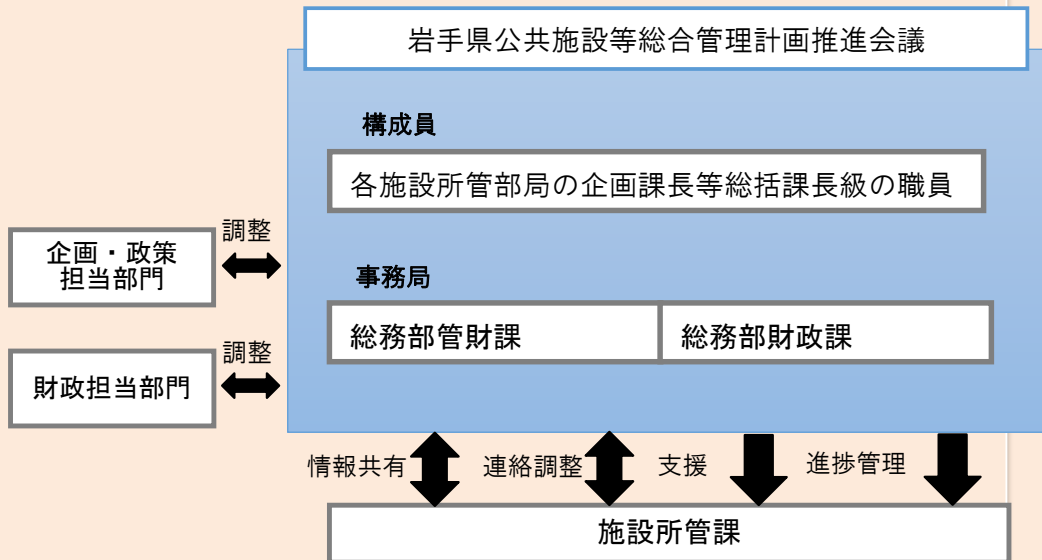 岩手県公共施設等総合管理計画推進会議
構成員
各施設所管部局の企画課長等総括課長級の職員
調整
企画・政策
担当部門
事務局
総務部管財課
総務部財政課
調整
財政担当部門
情報共有
連絡調整
支援
進捗管理
施設所管課